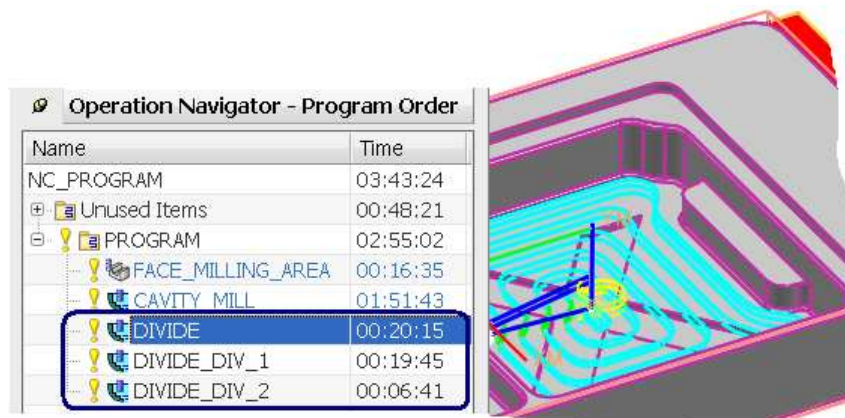 Operation Navigator - Program Order
Name Time
NC_PROGRAM 03:43:24
Unused Items 00:48:21
PROGRAM 02:55:02
FACE_MILLING_AREA 00:16:35
CAVITY_MILL 01:51:43
DIVIDE 00:20:15
DIVIDE_DIV_1 00:19:45
DIVIDE_DIV_2 00:06:41